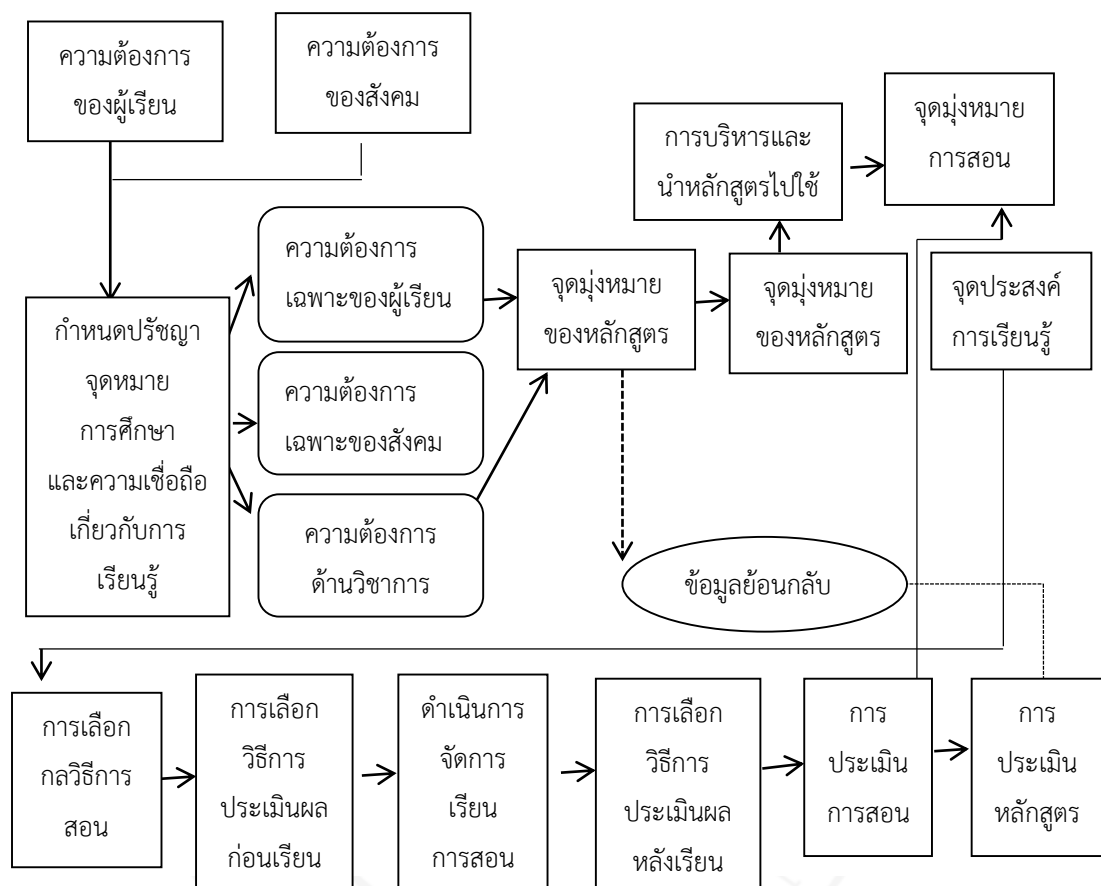 ความต้องการ
ของผู้เรียน
ความต้องการ
ของสังคม
การบริหารและ
นำหลักสูตรไปใช้
จุดมุ่งหมาย
การสอน
กำหนดปรัชญา
จุดหมาย
การศึกษา
และความเชื่อถือ
เกี่ยวกับการ
เรียนรู้
ความต้องการ
เฉพาะของผู้เรียน
ความต้องการ
เฉพาะของสังคม
ความต้องการ
ด้านวิชาการ
จุดมุ่งหมาย
ของหลักสูตร
จุดมุ่งหมาย
ของหลักสูตร
จุดประสงค์
การเรียนรู้
ข้อมูลย้อนกลับ
การเลือก
กลวิธีการ
สอน
การเลือก
วิธีการ
ประเมินผล
ก่อนเรียน
ดำเนินการ
จัดการ
เรียน
การสอน
การเลือก
วิธีการ
ประเมินผล
หลังเรียน
การ
ประเมิน
การสอน
การ
ประเมิน
หลักสูตร